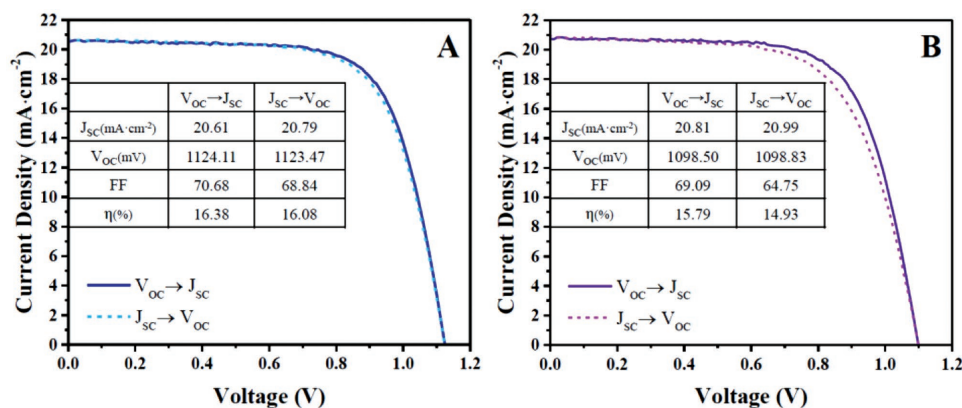 A
Current Density (mA·cm⁻²)
22
20
18
16
14
12
10
8
6
4
2
0
V_OC→J_SC J_SC→V_OC
J_SC(mA·cm⁻²) 20.61 20.79
V_OC(mV) 1124.11 1123.47
FF 70.68 68.84
η(%) 16.38 16.08
V_OC→ J_SC
J_SC→ V_OC
0.0 0.2 0.4 0.6 0.8 1.0 1.2
Voltage (V)
B
Current Density (mA·cm⁻²)
22
20
18
16
14
12
10
8
6
4
2
0
V_OC→J_SC J_SC→V_OC
J_SC(mA·cm⁻²) 20.81 20.99
V_OC(mV) 1098.50 1098.83
FF 69.09 64.75
η(%) 15.79 14.93
V_OC→ J_SC
J_SC→ V_OC
0.0 0.2 0.4 0.6 0.8 1.0 1.2
Voltage (V)